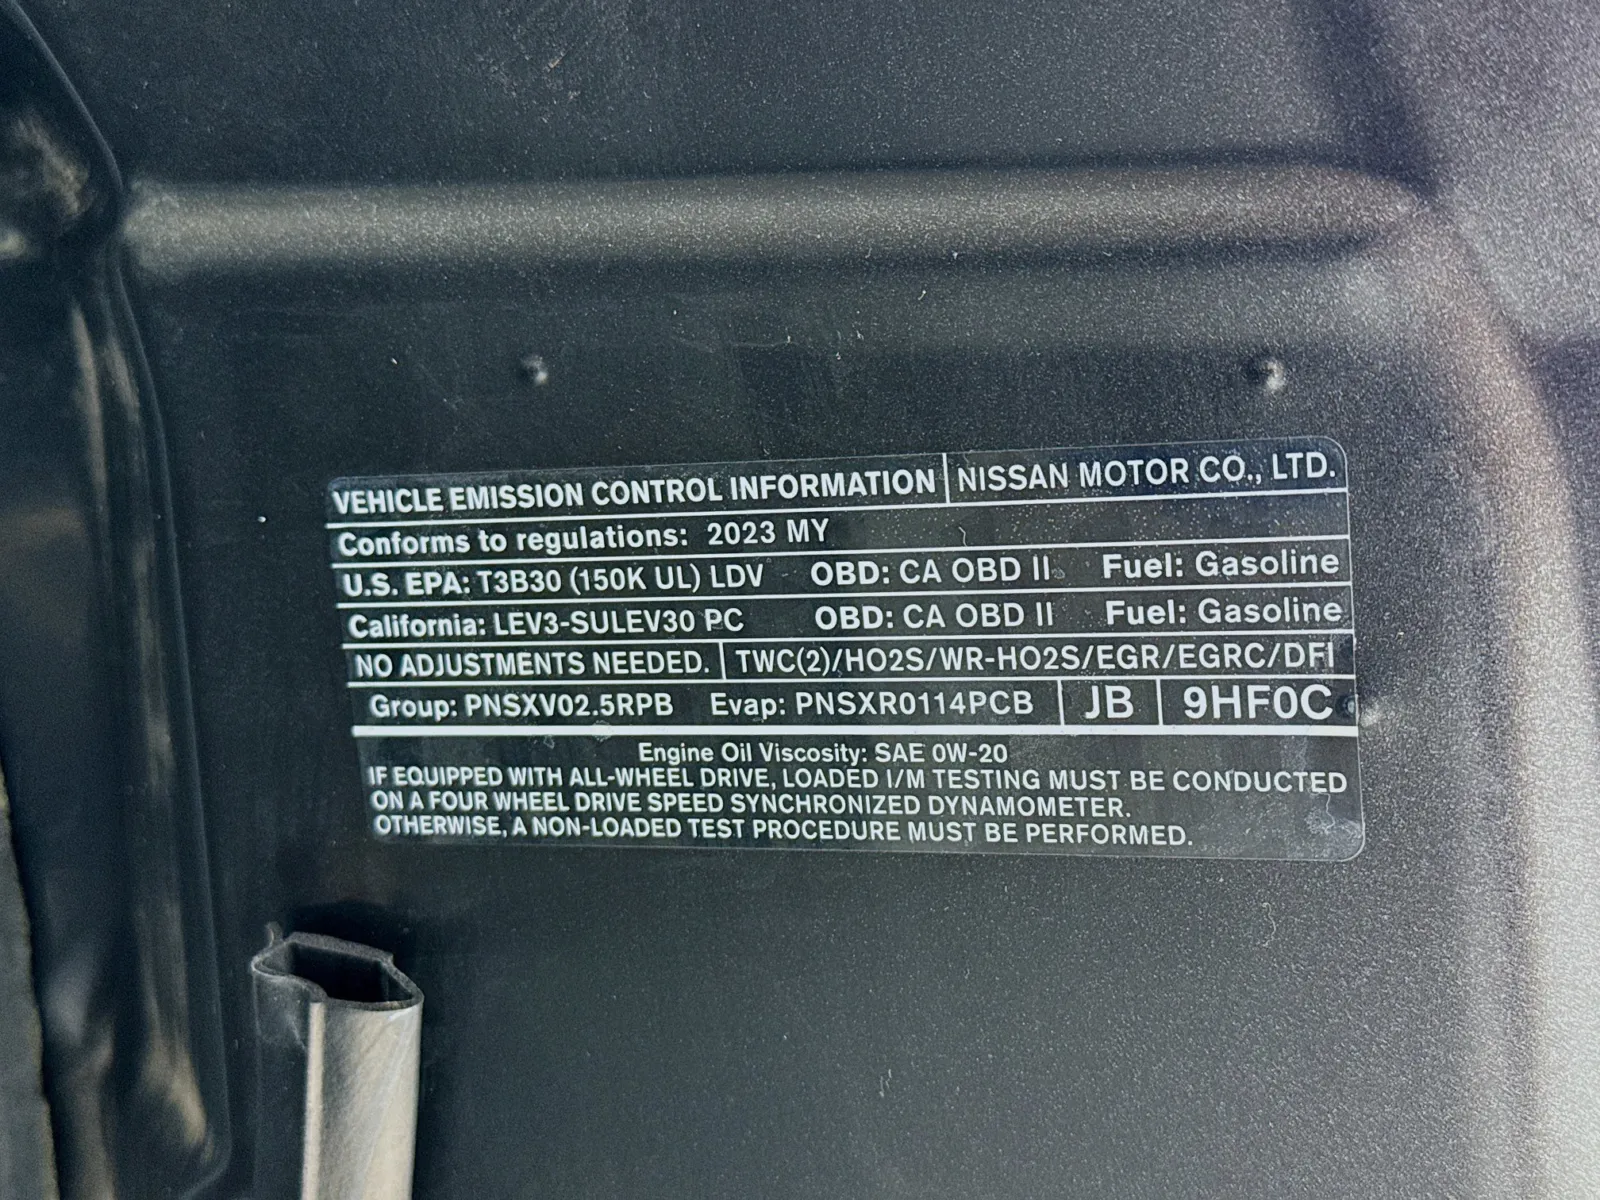 VEHICLE EMISSION CONTROL INFORMATION NISSAN MOTOR CO., LTD.
Conforms to regulations: 2023 MY
U.S. EPA: T3B30 (150K UL) LDV OBD: CA OBD II Fuel: Gasoline
California: LEV3-SULEV30 PC OBD: CA OBD II Fuel: Gasoline
NO ADJUSTMENTS NEEDED. TWC(2)/HO2S/WR-HO2S/EGR/EGRC/DFI
Group: PNSXV02.5RPB Evap: PNSXR0114PCB JB 9HF0C
Engine Oil Viscosity: SAE 0W-20
IF EQUIPPED WITH ALL-WHEEL DRIVE, LOADED I/M TESTING MUST BE CONDUCTED
ON A FOUR WHEEL DRIVE SPEED SYNCHRONIZED DYNAMOMETER.
OTHERWISE, A NON-LOADED TEST PROCEDURE MUST BE PERFORMED.